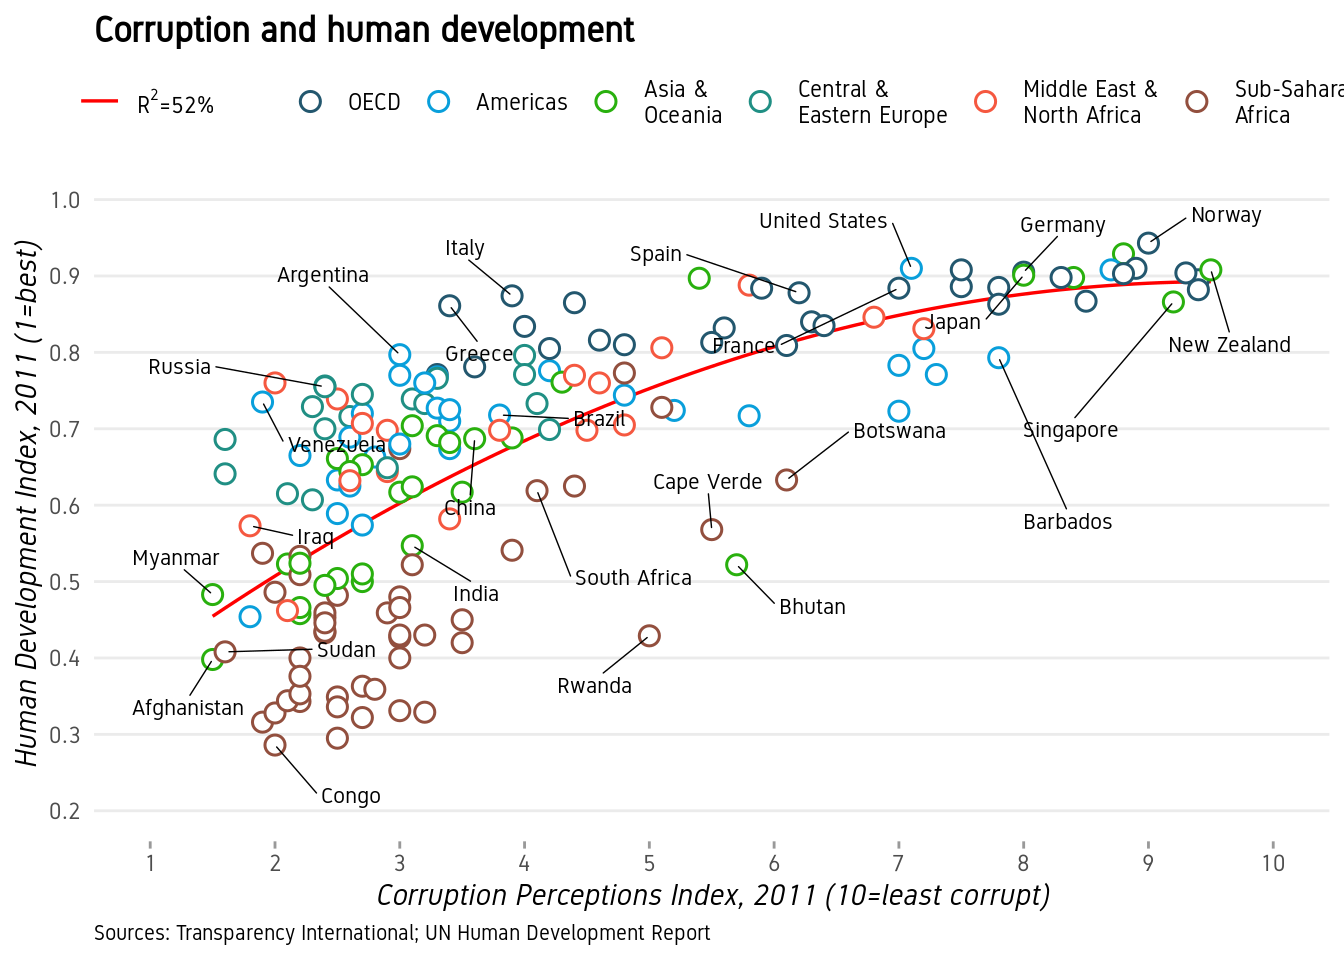 Corruption and human development
R2=52%
OECD
Americas
Asia &
Oceania
Central &
Eastern Europe
Middle East &
North Africa
Sub-Sahara
Africa
Human Development Index, 2011 (1=best)
1.0
0.9
0.8
0.7
0.6
0.5
0.4
0.3
0.2
Norway
United States
Germany
Italy
Spain
Argentina
Japan
France
New Zealand
Greece
Russia
Brazil
Singapore
Botswana
Venezuela
Cape Verde
China
Barbados
Iraq
Myanmar
South Africa
India
Bhutan
Sudan
Rwanda
Afghanistan
Congo
1
2
3
4
5
6
7
8
9
10
Corruption Perceptions Index, 2011 (10=least corrupt)
Sources: Transparency International; UN Human Development Report